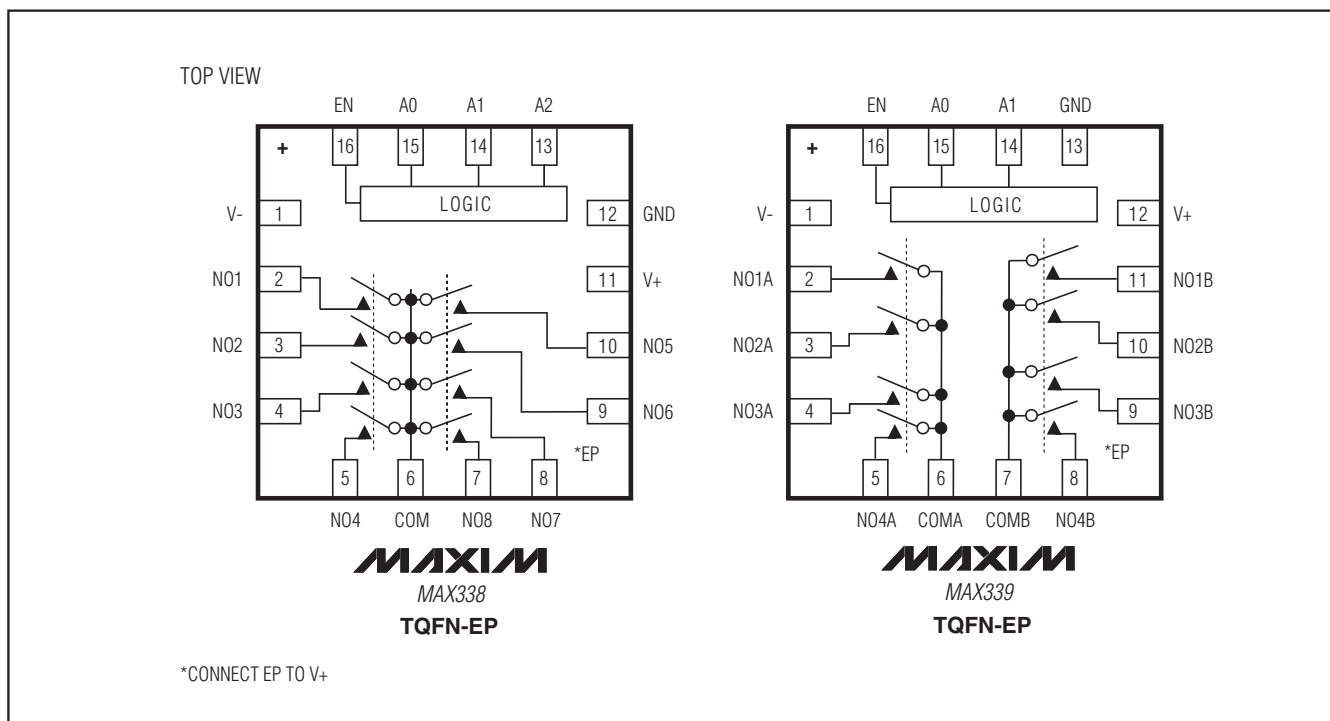 TOP VIEW
EN A0 A1 A2
+ 16 15 14 13
LOGIC
V- 1
12 GND
NO1 2
11 V+
NO2 3
10 NO5
NO3 4
9 NO6
*EP
5 6 7 8
NO4 COM NO8 NO7
MAXIM
MAX338
TQFN-EP
EN A0 A1 GND
+ 16 15 14 13
LOGIC
V- 1
12 V+
NO1A 2
11 NO1B
NO2A 3
10 NO2B
NO3A 4
9 NO3B
*EP
5 6 7 8
NO4A COMA COMB NO4B
MAXIM
MAX339
TQFN-EP
*CONNECT EP TO V+